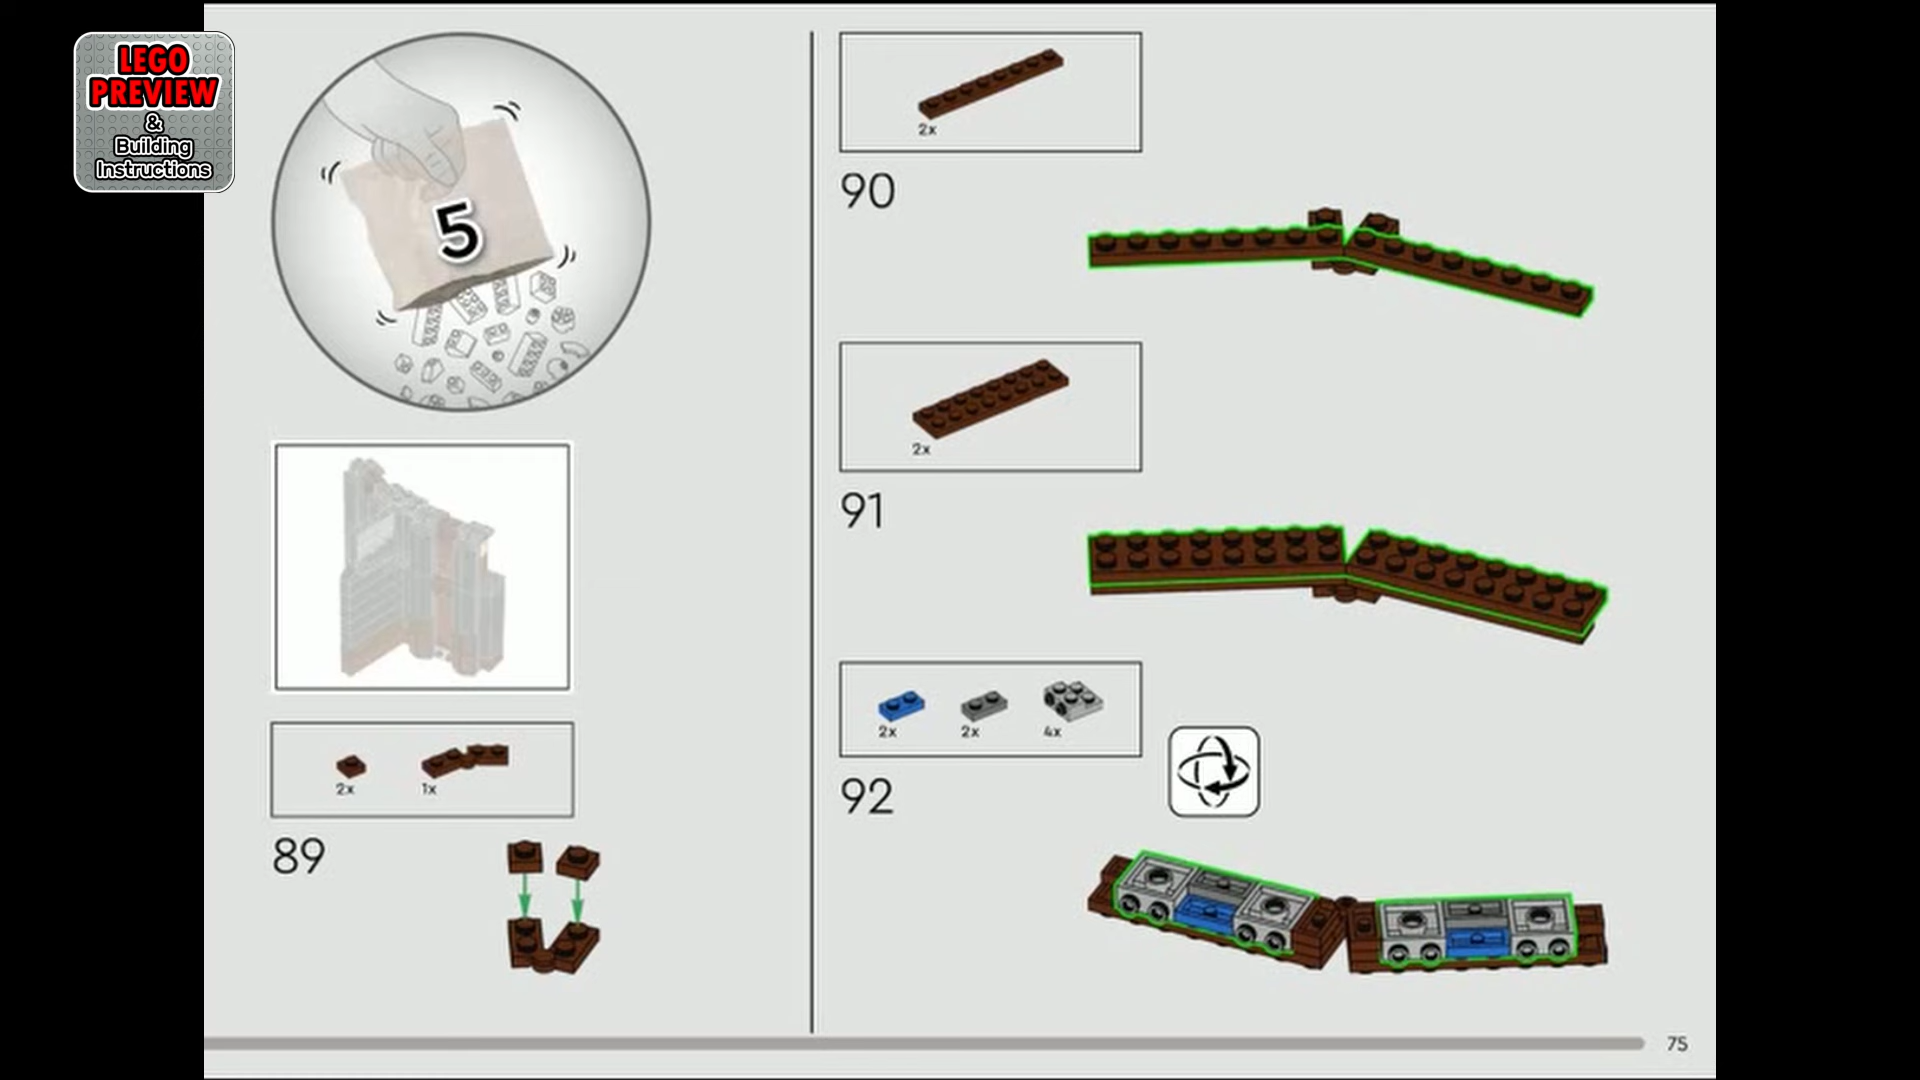 LEGO
PREVIEW
&
Building
Instructions
5
2x
1x
89
2x
90
2x
91
2x
2x
4x
92
75